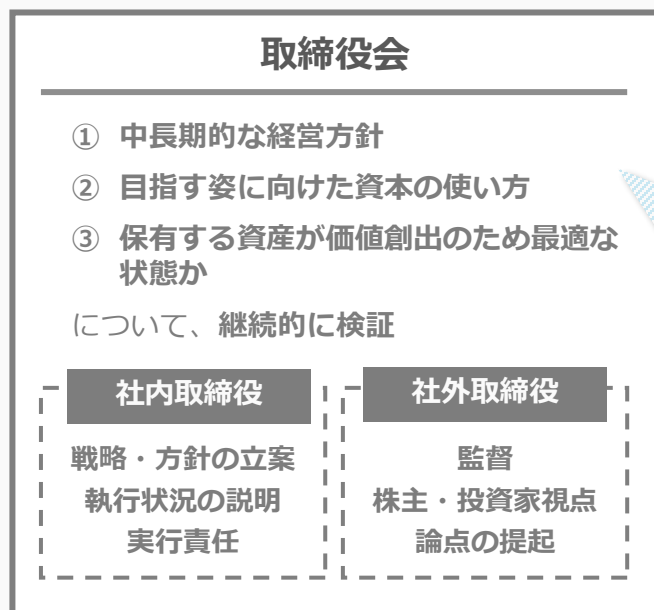 取締役会
① 中長期的な経営方針
② 目指す姿に向けた資本の使い方
③ 保有する資産が価値創出のため最適な
状態か
について、継続的に検証
社内取締役
戦略・方針の立案
執行状況の説明
実行責任
社外取締役
監督
株主・投資家視点
論点の提起